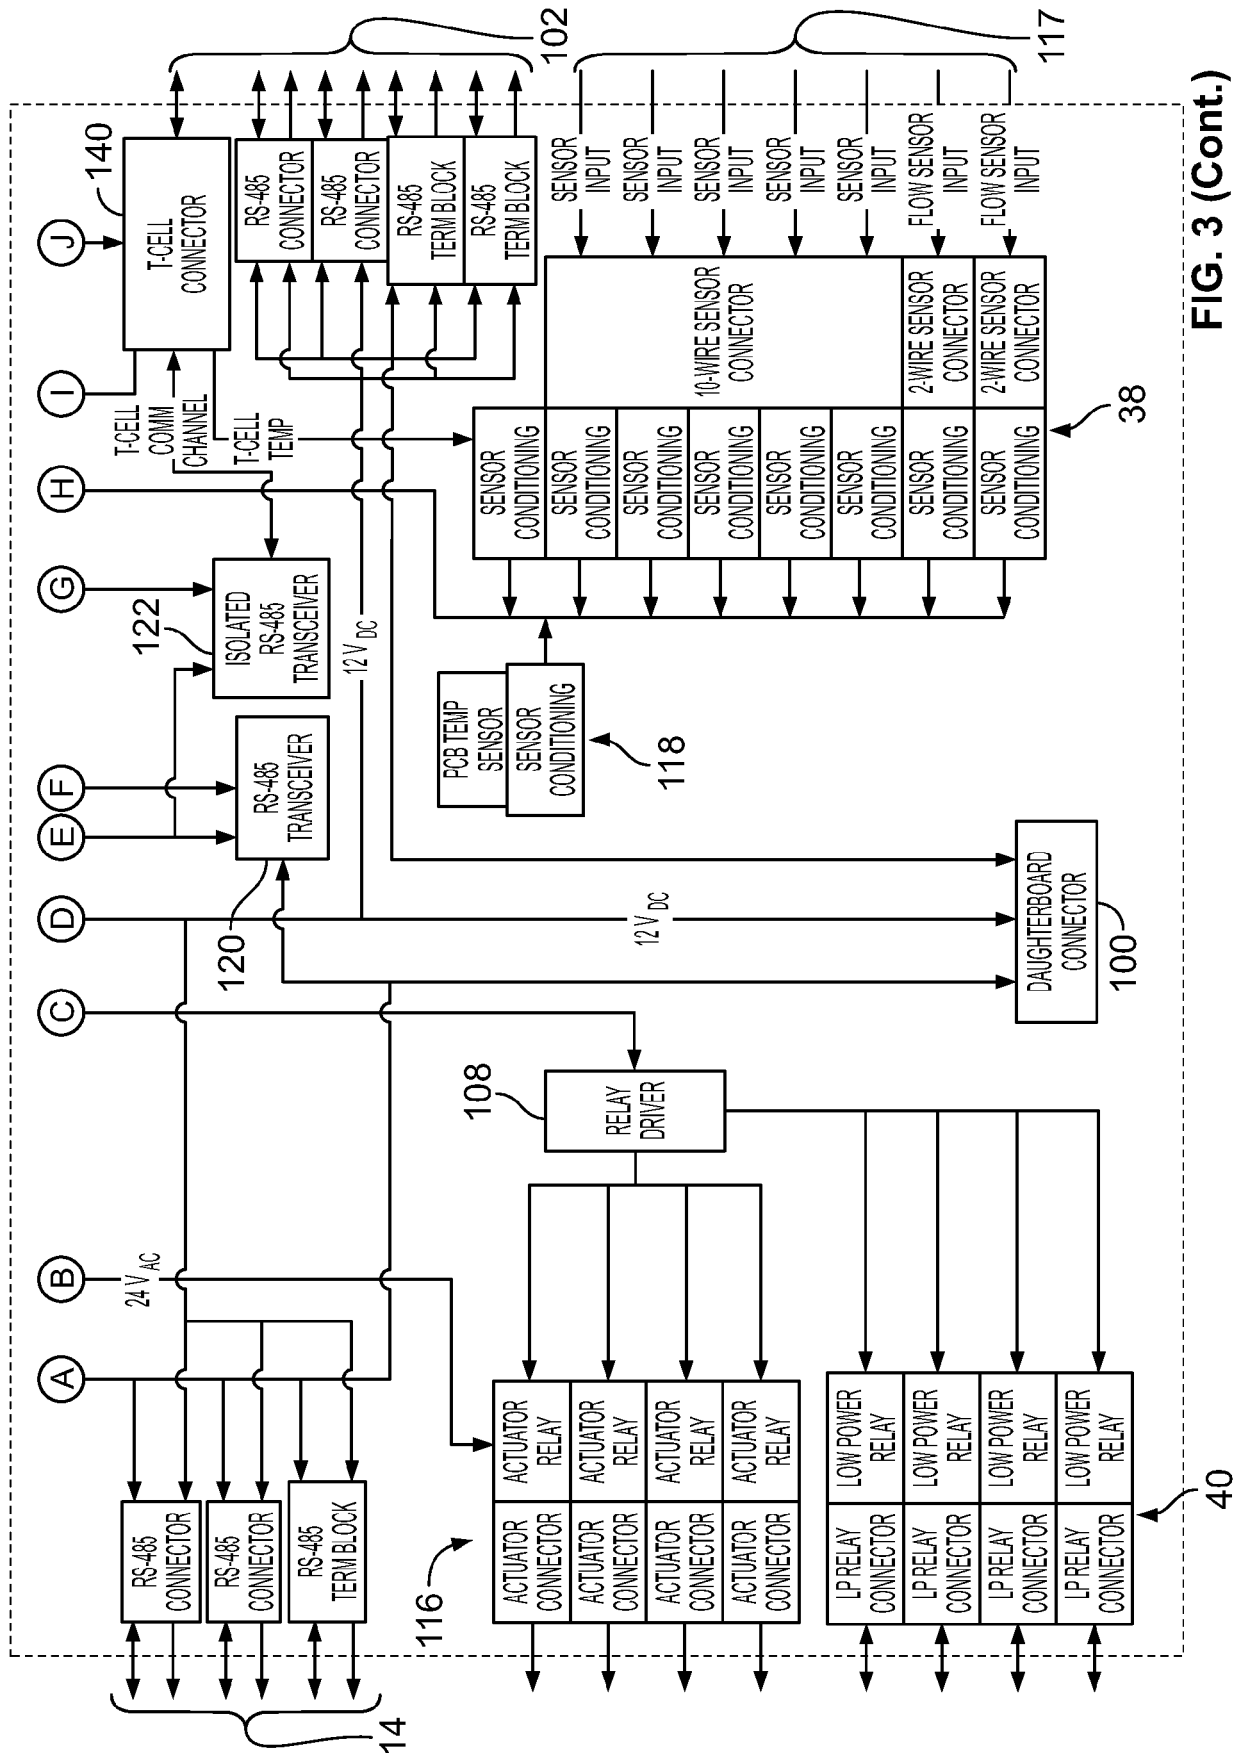 A
B
C
D
E
F
G
H
I
J
24 V AC
RS-485
CONNECTOR
RS-485
CONNECTOR
RS-485
TERM BLOCK
14
116
ACTUATOR
CONNECTOR
ACTUATOR
RELAY
ACTUATOR
CONNECTOR
ACTUATOR
RELAY
ACTUATOR
CONNECTOR
ACTUATOR
RELAY
ACTUATOR
CONNECTOR
ACTUATOR
RELAY
LP RELAY
CONNECTOR
LOW POWER
RELAY
LP RELAY
CONNECTOR
LOW POWER
RELAY
LP RELAY
CONNECTOR
LOW POWER
RELAY
LP RELAY
CONNECTOR
LOW POWER
RELAY
40
108
RELAY
DRIVER
120
RS-485
TRANSCEIVER
122
ISOLATED
RS-485
TRANSCEIVER
12 V DC
12 V DC
DAUGHTERBOARD
CONNECTOR
100
PCB TEMP
SENSOR
SENSOR
CONDITIONING
118
T-CELL
COMM
CHANNEL
T-CELL
TEMP
140
T-CELL
CONNECTOR
RS-485
CONNECTOR
RS-485
CONNECTOR
RS-485
TERM BLOCK
RS-485
TERM BLOCK
102
SENSOR
CONDITIONING
SENSOR
CONDITIONING
SENSOR
CONDITIONING
SENSOR
CONDITIONING
SENSOR
CONDITIONING
SENSOR
CONDITIONING
SENSOR
CONDITIONING
SENSOR
CONDITIONING
38
10-WIRE SENSOR
CONNECTOR
2-WIRE SENSOR
CONNECTOR
2-WIRE SENSOR
CONNECTOR
SENSOR
INPUT
SENSOR
INPUT
SENSOR
INPUT
SENSOR
INPUT
SENSOR
INPUT
FLOW SENSOR
INPUT
FLOW SENSOR
INPUT
117
FIG. 3 (Cont.)